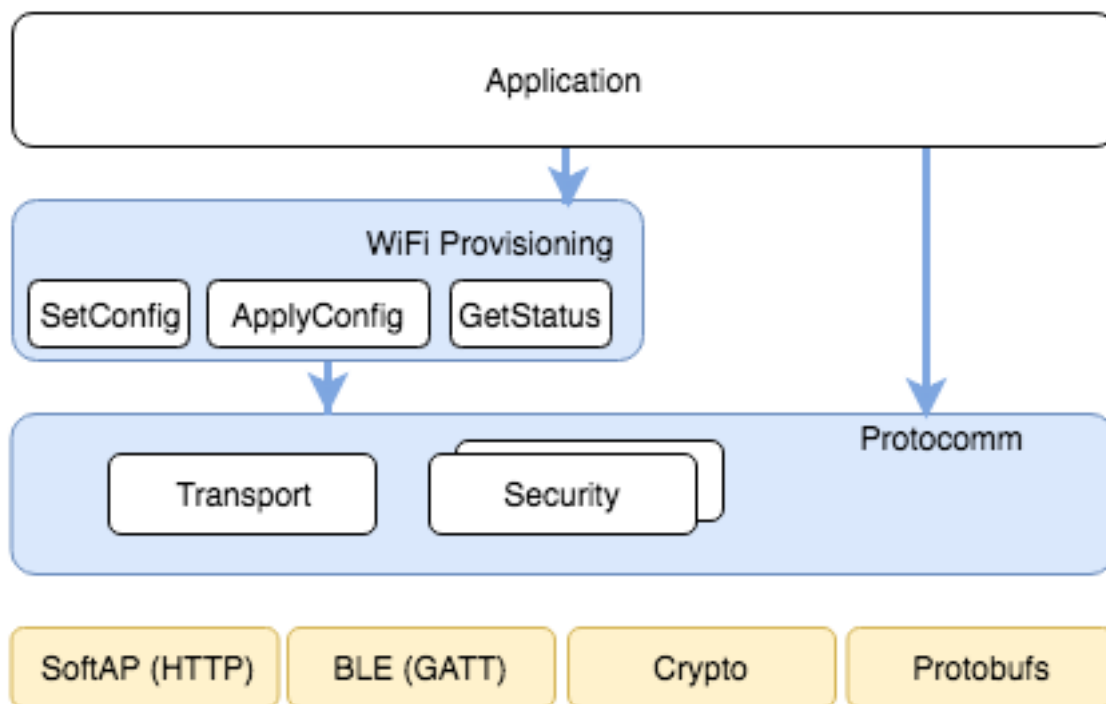 Application
WiFi Provisioning
SetConfig
ApplyConfig
GetStatus
Protocomm
Transport
Security
SoftAP (HTTP)
BLE (GATT)
Crypto
Protobufs